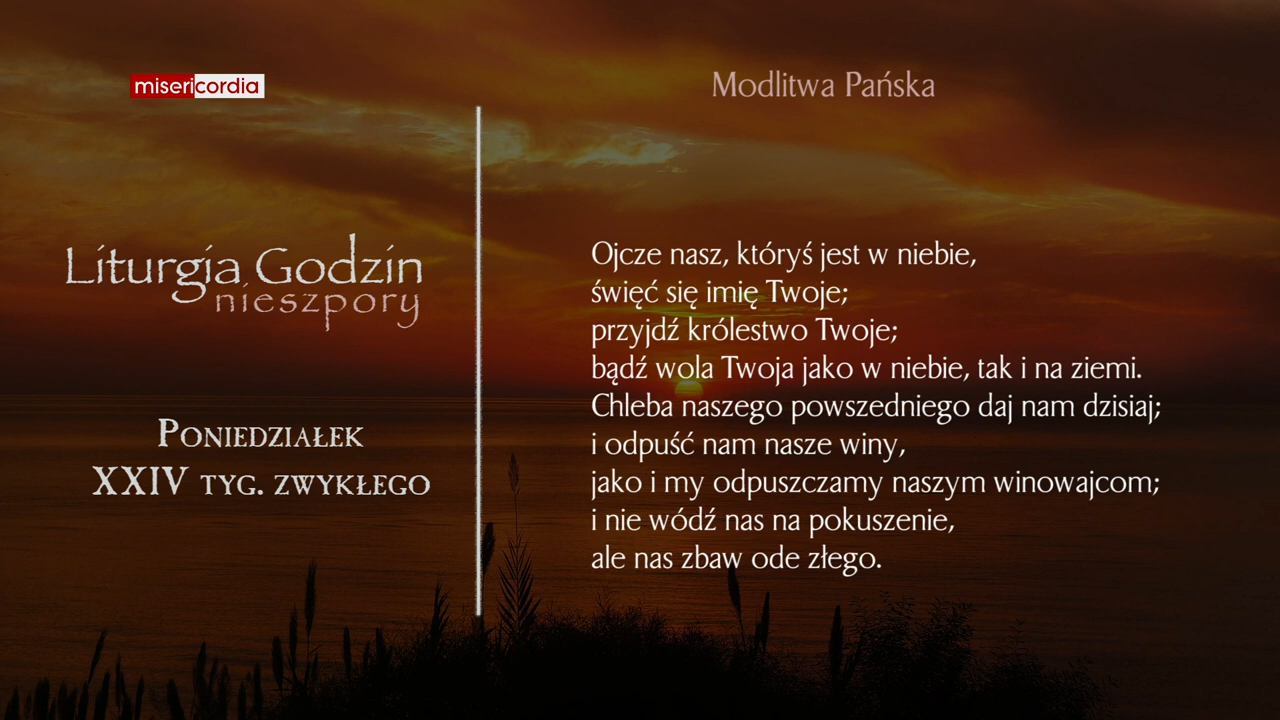 misericordia
Liturgia Godzin
nieszpory
Poniedziałek
XXIV tyg. zwykłego
Modlitwa Pańska
Ojcze nasz, któryś jest w niebie,
święć się imię Twoje;
przyjdź królestwo Twoje;
bądź wola Twoja jako w niebie, tak i na ziemi.
Chleba naszego powszedniego daj nam dzisiaj;
i odpuść nam nasze winy,
jako i my odpuszczamy naszym winowajcom;
i nie wódź nas na pokuszenie,
ale nas zbaw ode złego.